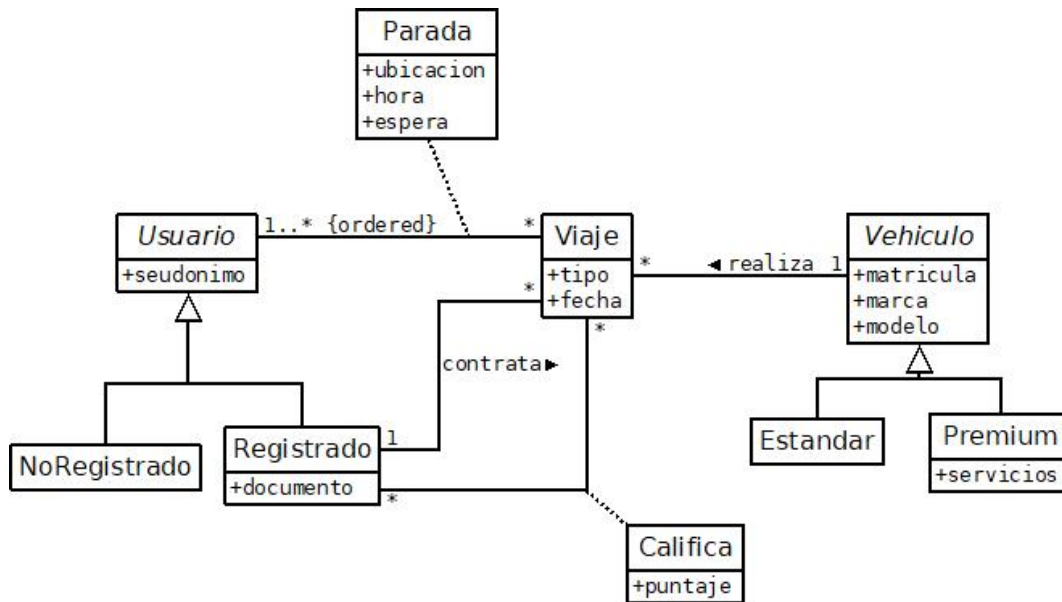 Parada
+ubicacion
+hora
+espera
Usuario
+seudonimo
1..* {ordered}
*
Viaje
+tipo
+fecha
*
◄ realiza 1
Vehiculo
+matricula
+marca
+modelo
*
*
contrata►
NoRegistrado
Registrado
+documento
1
*
Estandar
Premium
+servicios
Califica
+puntaje